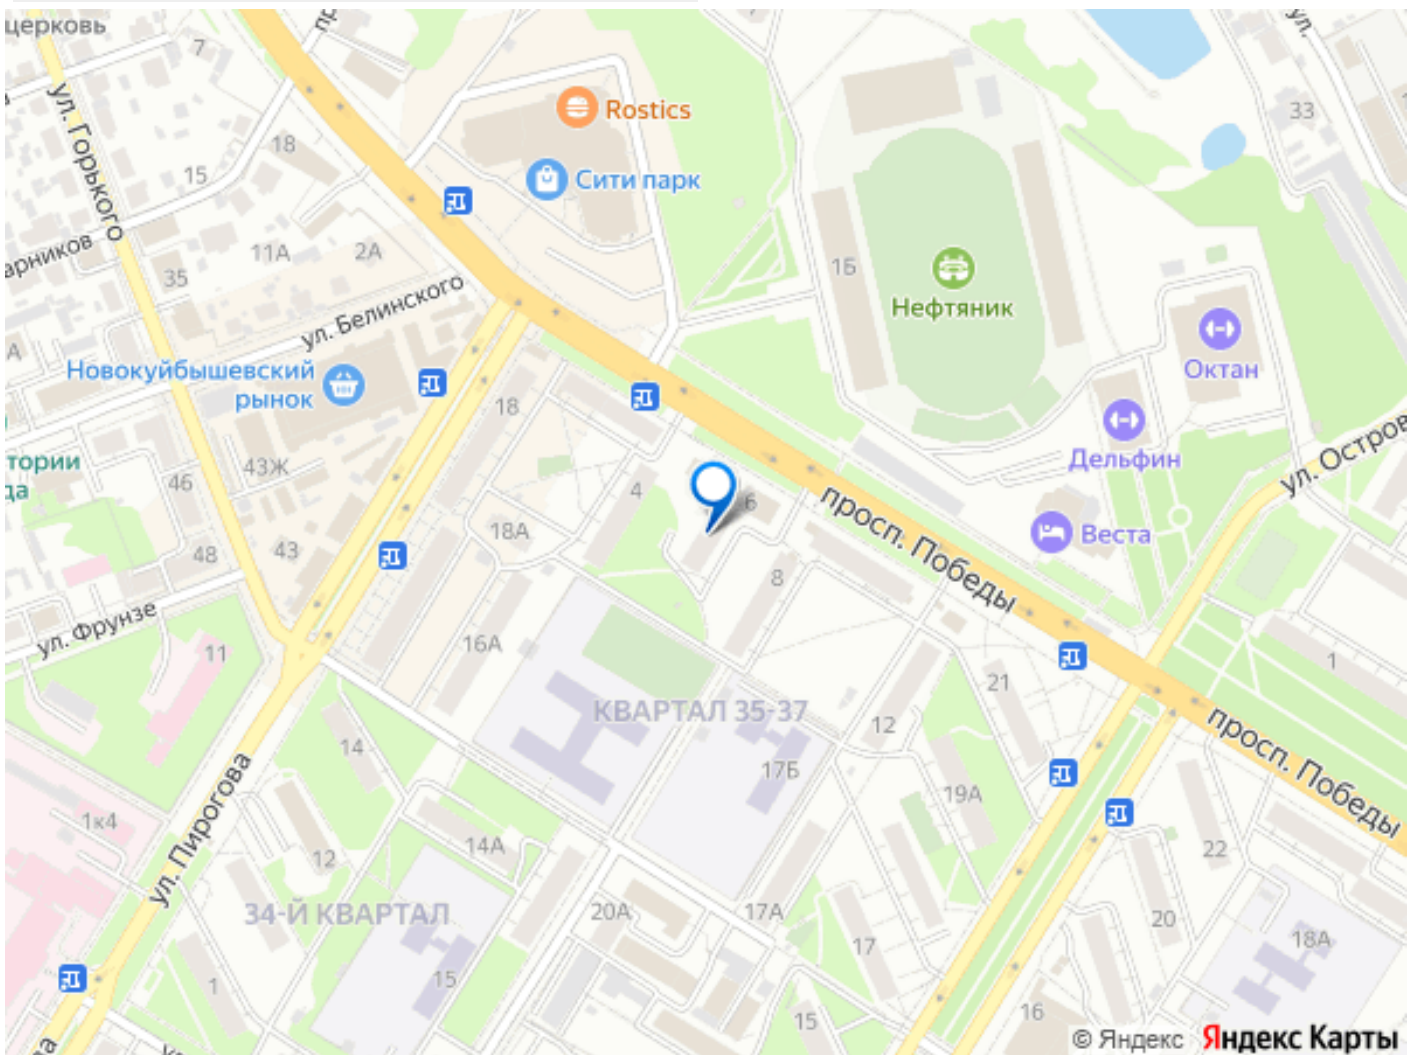 церковь
7
ул. Горького
18
15
Rostics
Сити парк
33
ул.
арников
11А
2А
35
ул. Белинского
1Б
Нефтяник
Октан
Новокуйбышевский
рынок
18
4
6
Дельфин
ул. Остров
тории
да
43Ж
46
48
43
18А
просп. Победы
Веста
8
ул. Фрунзе
11
16А
КВАРТАЛ 35-37
21
1
12
17Б
просп. Победы
14
19А
ул. Пирогова
1к4
12
14А
22
34-Й КВАРТАЛ
20А
17А
17
20
18А
15
1
15
16
© Яндекс Яндекс Карты